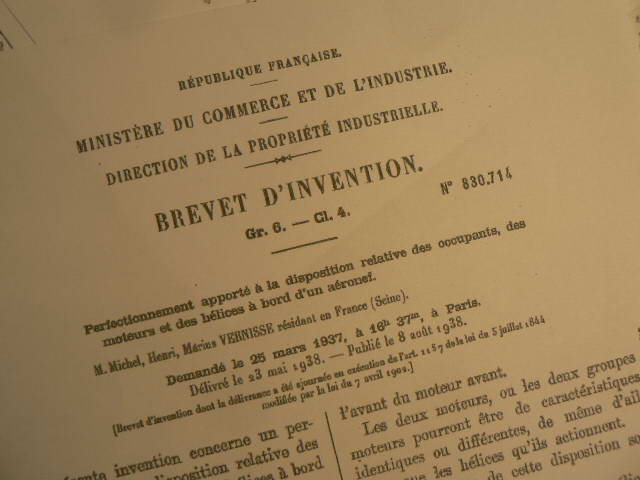 RÉPUBLIQUE FRANÇAISE.
MINISTÈRE DU COMMERCE ET DE L'INDUSTRIE.
DIRECTION DE LA PROPRIÉTÉ INDUSTRIELLE.
BREVET D'INVENTION.
Gr. 6. — Cl. 4.
N° 830.714
Perfectionnement apporté à la disposition relative des occupants, des
moteurs et des hélices à bord d'un aéronef.
M. Michel, Henri, Marius VERNISSE résidant en France (Seine).
Demandé le 25 mars 1937, à 16h 37m, à Paris.
Délivré le 23 mai 1938. — Publié le 8 août 1938.
[Brevet d'invention dont la délivrance a été ajournée en exécution de l'art. 11 § 7 de la loi du 5 juillet 1844
modifiée par la loi du 7 avril 1902.]
invention concerne un per-
disposition relative des
à bord
l'avant du moteur avant.
Les deux moteurs, ou les deux groupes
moteurs pourront être de caractéristiques
identiques ou différentes, de même d'ail
que les hélices qu'ils actionnent.
de cette disposition so